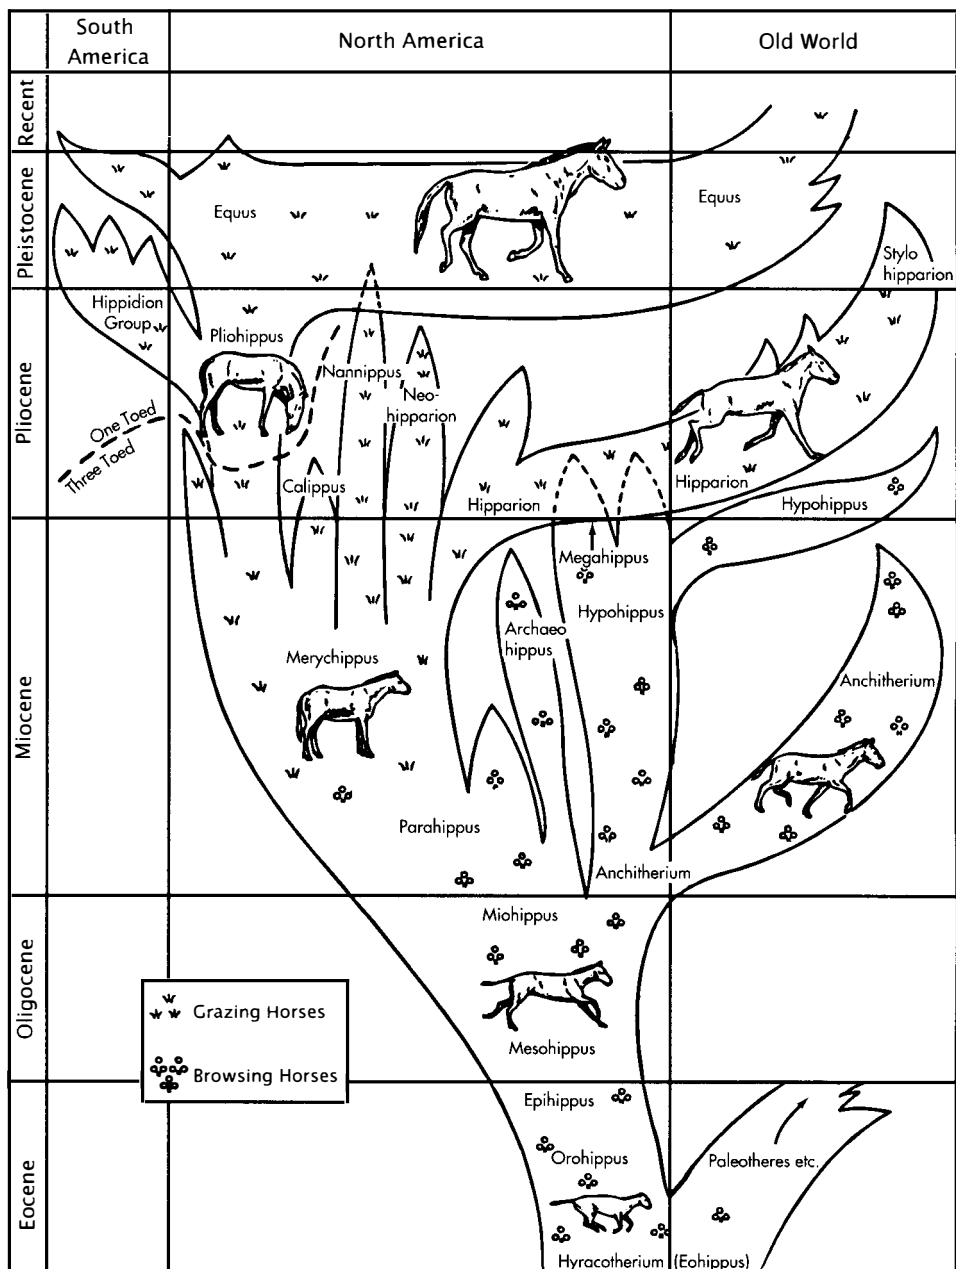 South
America
North America
Old World
Recent
Pleistocene
Pliocene
Miocene
Oligocene
Eocene
Equus
Equus
Stylo
hipparion
Hippidion
Group
Pliohippus
Nannippus
Neo-
hipparion
One Toed
Three Toed
Calippus
Hipparion
Hipparion
Hypohippus
Megahippus
Hypohippus
Archaeo
hippus
Merychippus
Anchitherium
Parahippus
Anchitherium
Miohippus
Mesohippus
Grazing Horses
Browsing Horses
Epihippus
Orohippus
Paleotheres etc.
Hyracotherium (Eohippus)